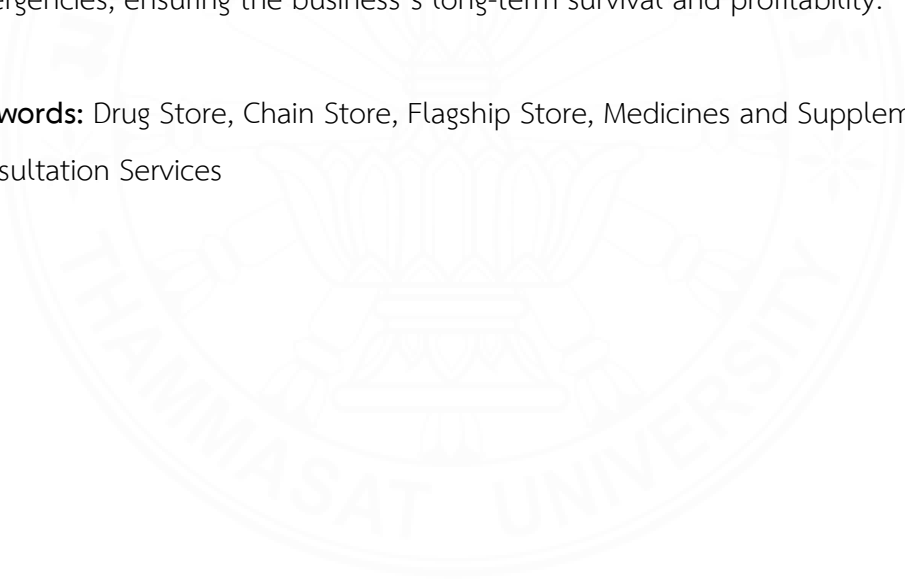 ergencies, ensuring the business's long-term survival and profitability.
words: Drug Store, Chain Store, Flagship Store, Medicines and Supplem
sultation Services
THAMMASAT UNIVERSITY